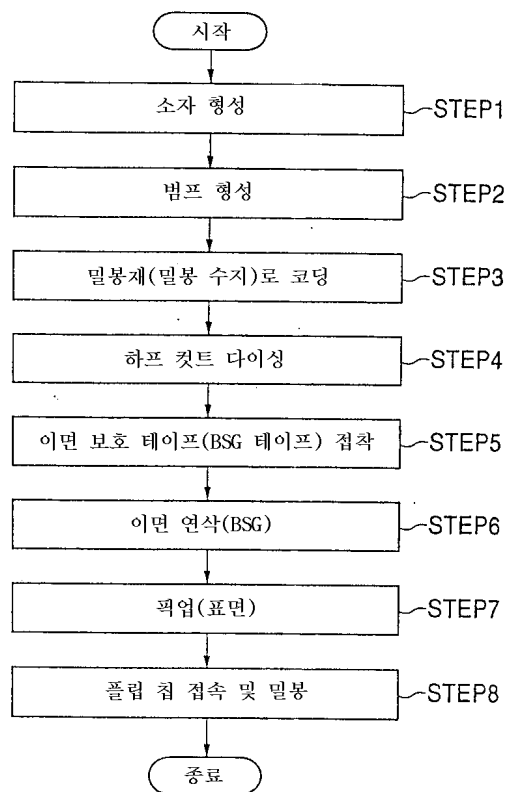 시작
소자 형성 STEP1
범프 형성 STEP2
밀봉재(밀봉 수지)로 코딩 STEP3
하프 컷트 다이싱 STEP4
이면 보호 테이프(BSG 테이프) 접착 STEP5
이면 연삭(BSG) STEP6
픽업(표면) STEP7
플립 칩 접속 및 밀봉 STEP8
종료